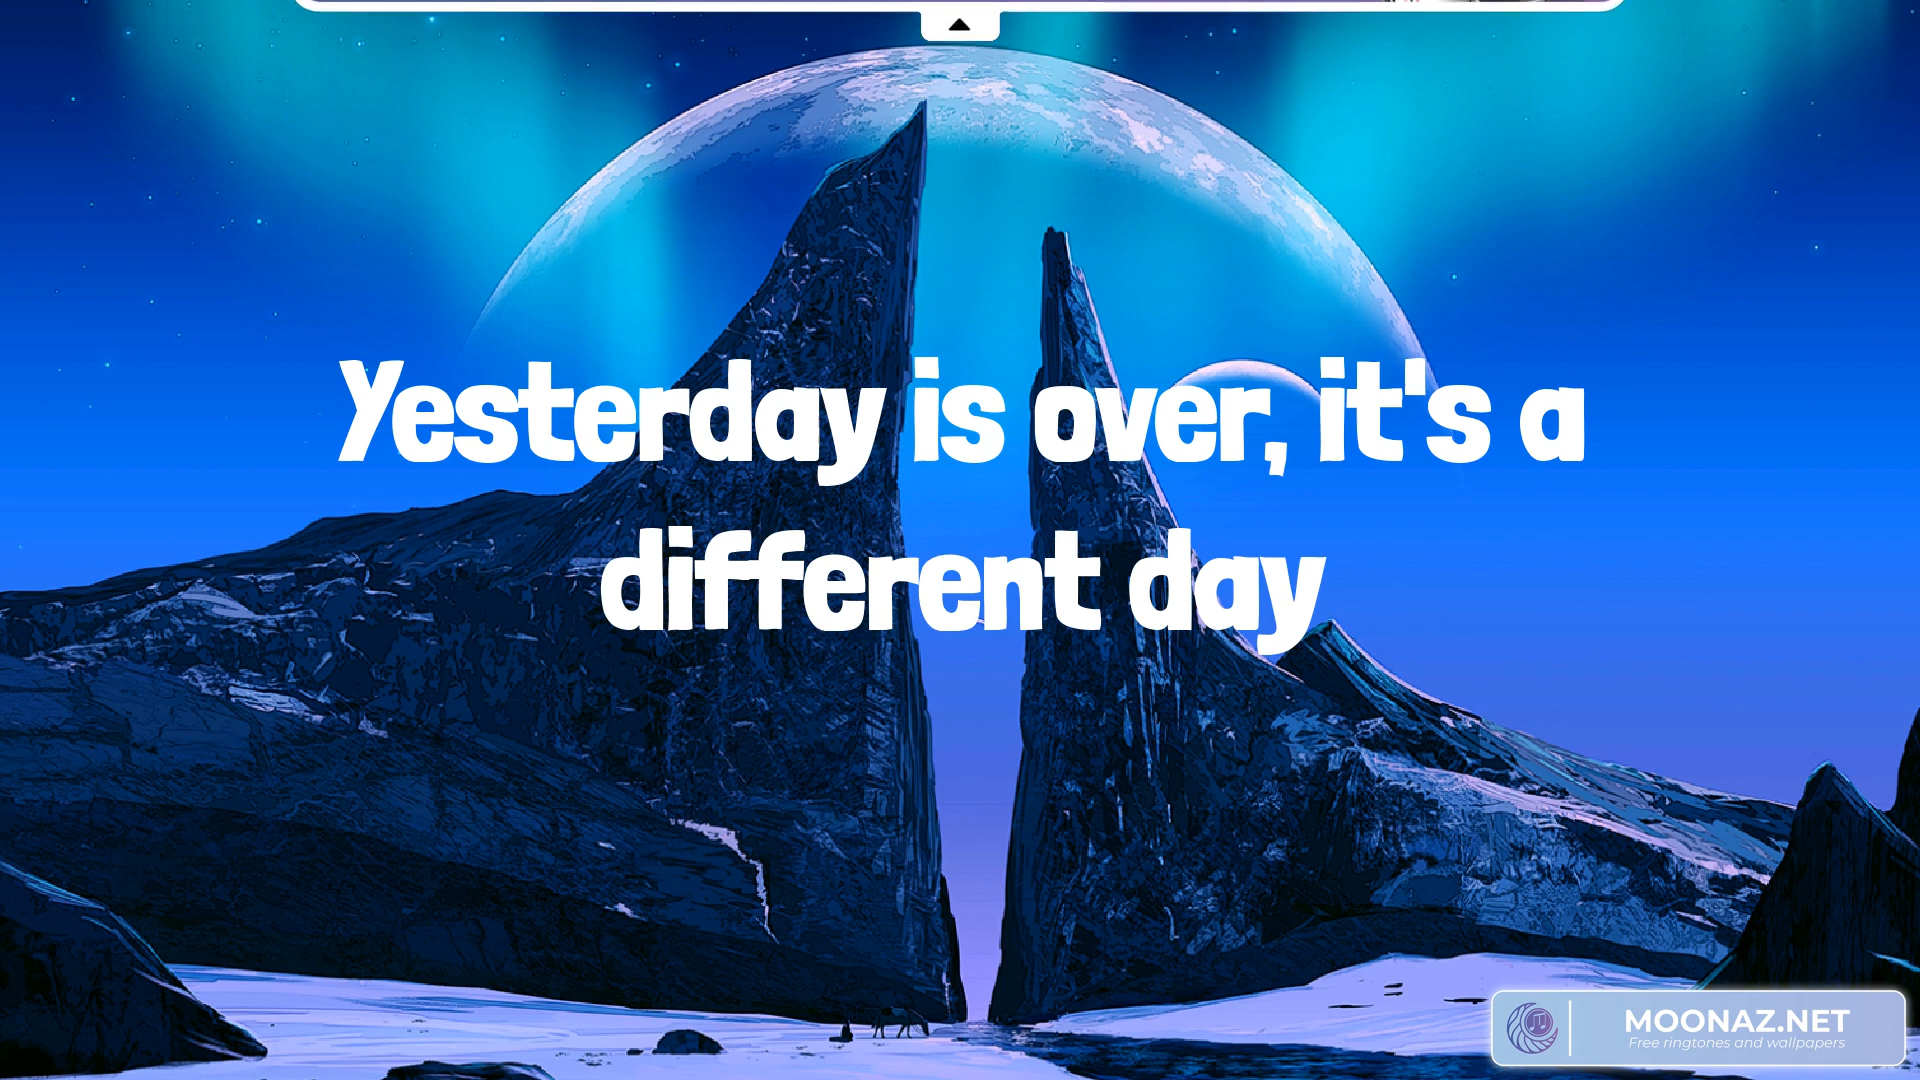 Yesterday is over, it's a
different day
MOONAZ.NET
Free ringtones and wallpapers